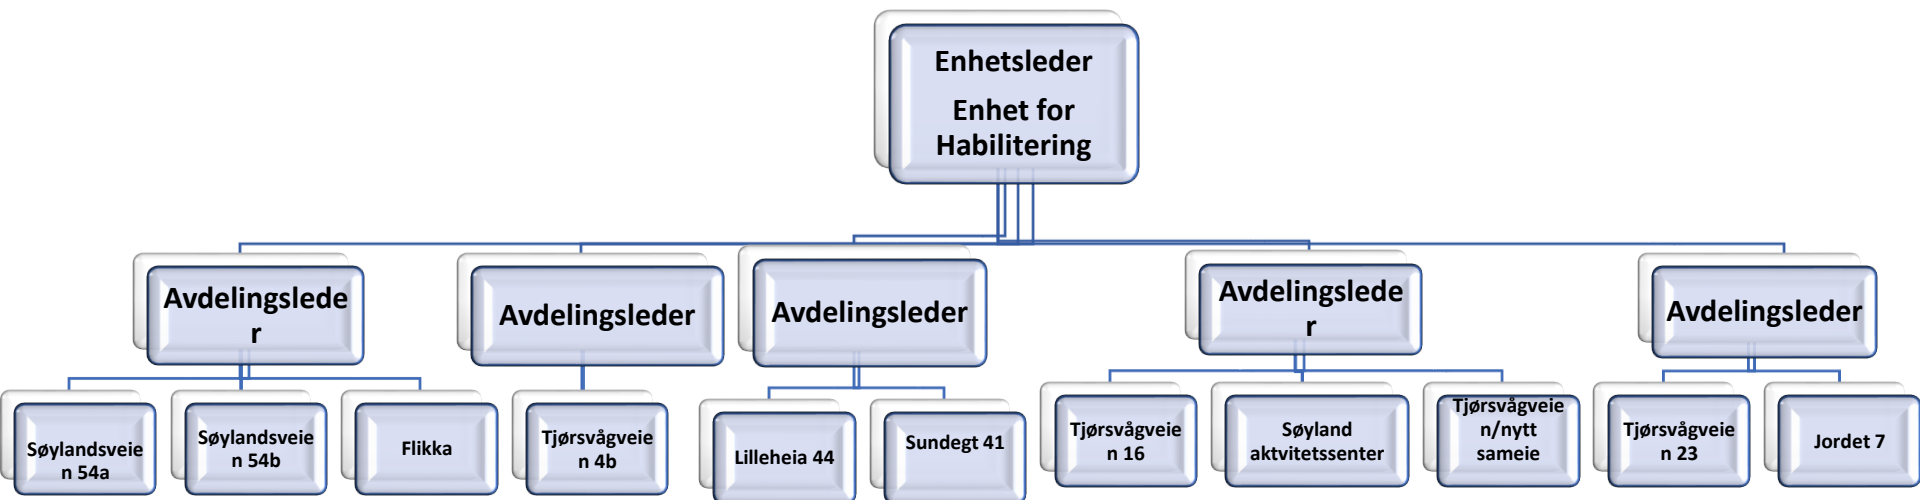 Enhetsleder
Enhet for
Habilitering
Avdelingslede
r
Avdelingsleder
Avdelingsleder
Avdelingslede
r
Avdelingsleder
Søylandsveie
n 54a
Søylandsveie
n 54b
Flikka
Tjørsvågveie
n 4b
Lilleheia 44
Sundegt 41
Tjørsvågveie
n 16
Søyland
aktvitetssenter
Tjørsvågveie
n/nytt
sameie
Tjørsvågveie
n 23
Jordet 7